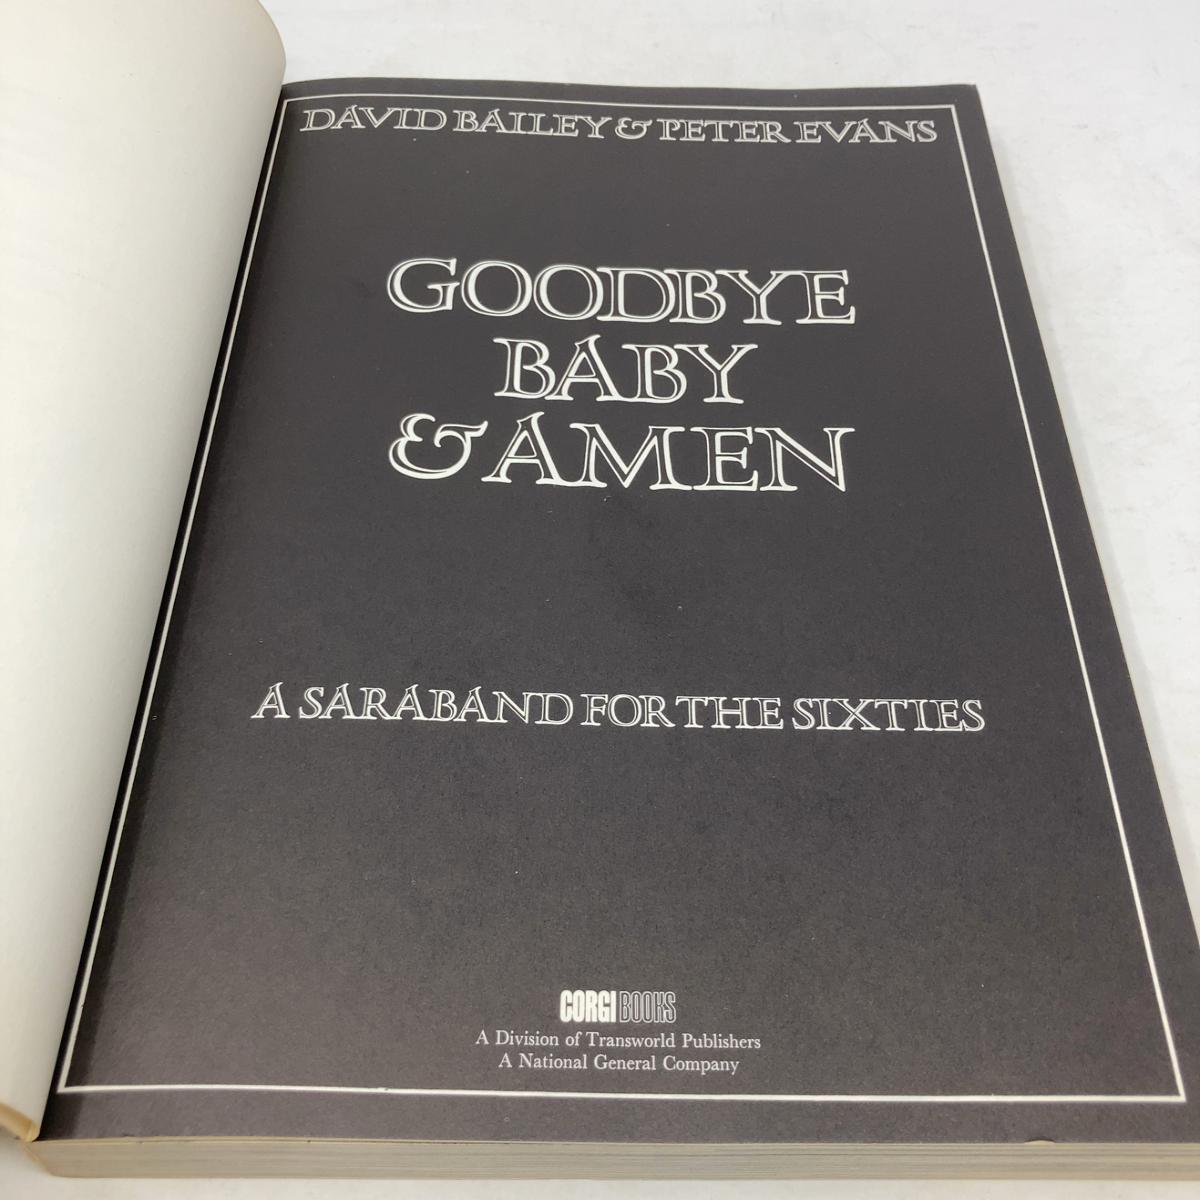 DAVID BAILEY & PETER EVANS
GOODBYE
BABY
& AMEN
A SARABAND FOR THE SIXTIES
CORGI BOOKS
A Division of Transworld Publishers
A National General Company